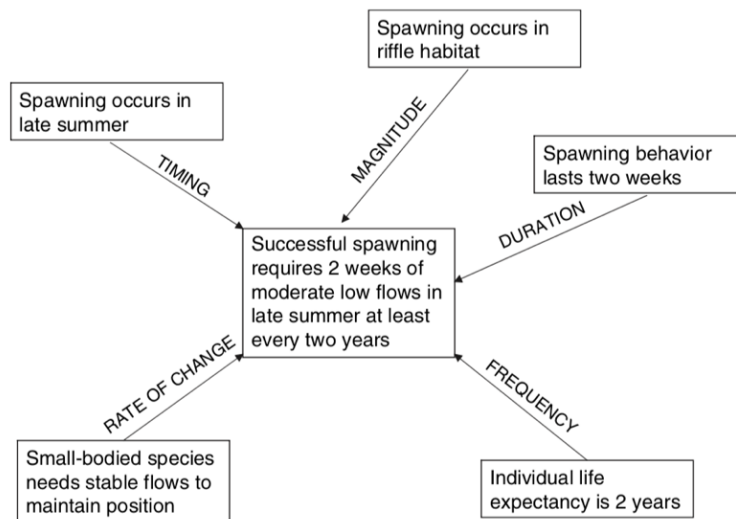 Spawning occurs in
riffle habitat
Spawning occurs in
late summer
TIMING
MAGNITUDE
Spawning behavior
lasts two weeks
DURATION
Successful spawning
requires 2 weeks of
moderate low flows in
late summer at least
every two years
RATE OF CHANGE
FREQUENCY
Small-bodied species
needs stable flows to
maintain position
Individual life
expectancy is 2 years